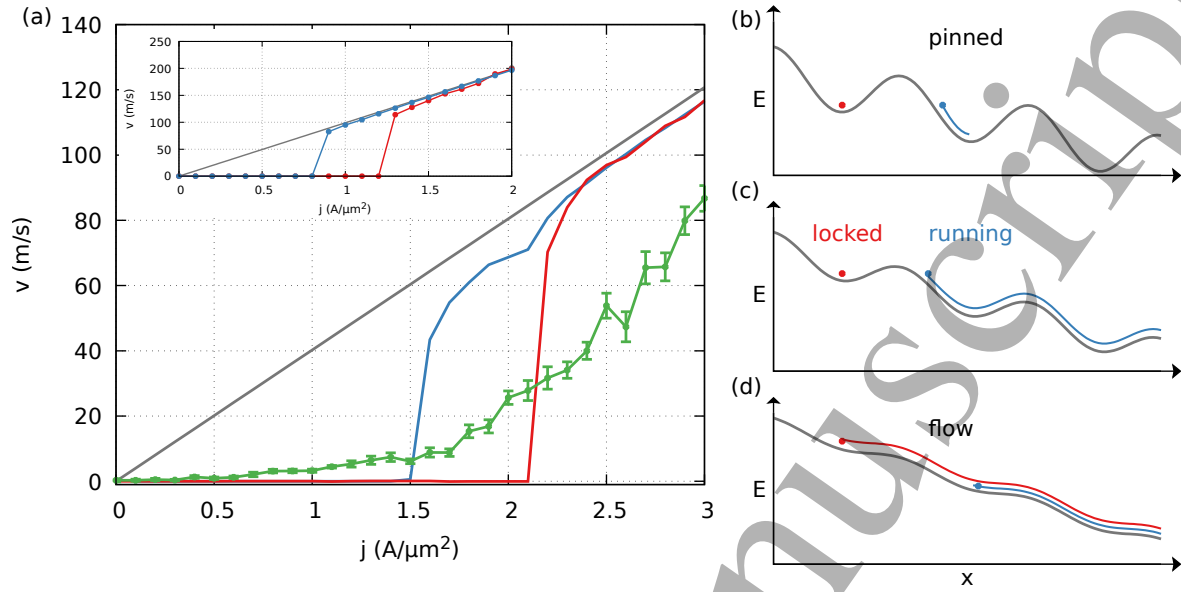 (a)
140
120
100
80
60
40
20
0
v (m/s)
0
0.5
1
1.5
2
2.5
3
j (A/μm²)
250
200
150
100
50
0
v (m/s)
0
0.5
1
1.5
2
j (A/μm²)
(b)
pinned
E
(c)
locked running
E
(d)
flow
E
x
nuscrip